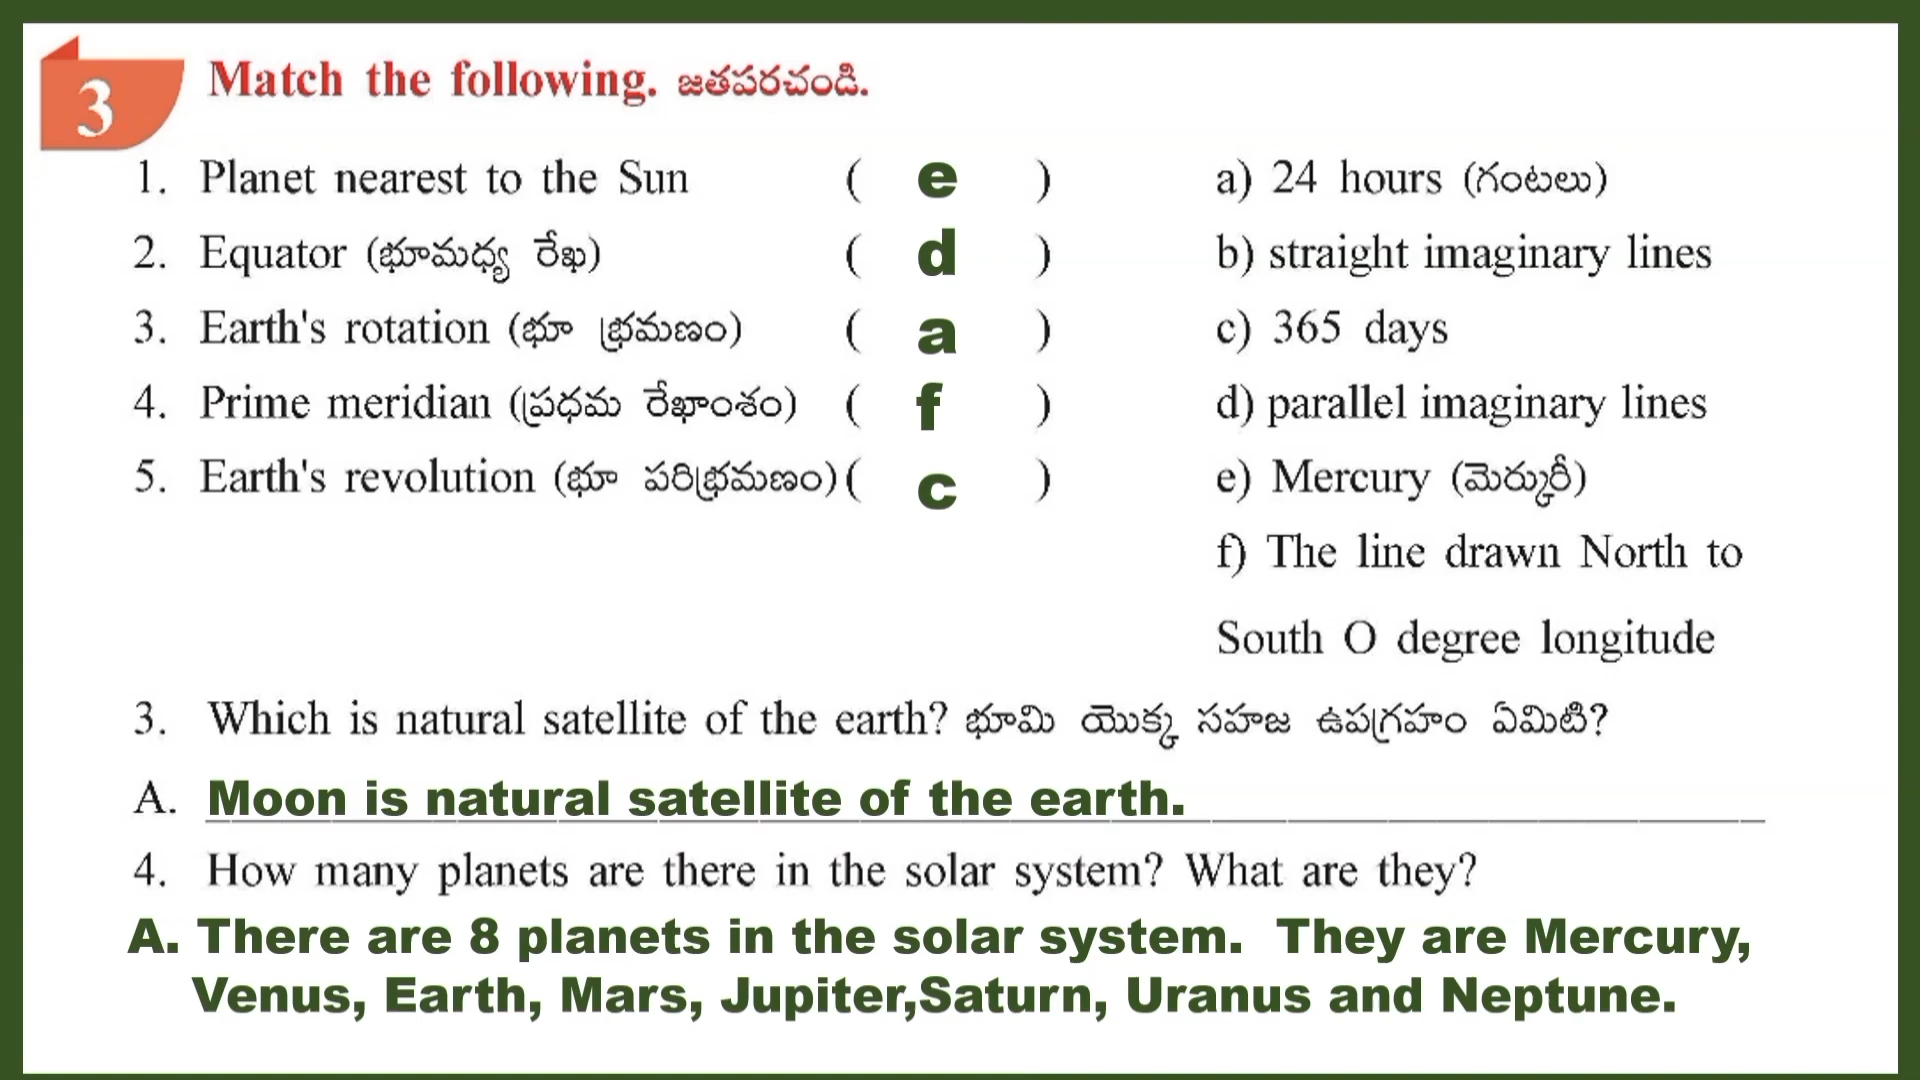 3
Match the following. జతపరచండి.
1. Planet nearest to the Sun ( e ) a) 24 hours (గంటలు)
2. Equator (భూమధ్య రేఖ) ( d ) b) straight imaginary lines
3. Earth's rotation (భూ భ్రమణం) ( a ) c) 365 days
4. Prime meridian (ప్రధమ రేఖాంశం) ( f ) d) parallel imaginary lines
5. Earth's revolution (భూ పరిభ్రమణం) ( c ) e) Mercury (మెర్కురీ)
f) The line drawn North to
South O degree longitude
3. Which is natural satellite of the earth? భూమి యొక్క సహజ ఉపగ్రహం ఏమిటి?
A. Moon is natural satellite of the earth.
4. How many planets are there in the solar system? What are they?
A. There are 8 planets in the solar system. They are Mercury,
Venus, Earth, Mars, Jupiter,Saturn, Uranus and Neptune.